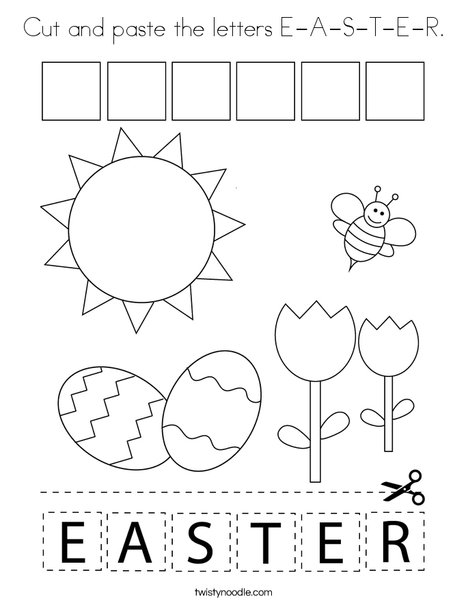 Cut and paste the letters E-A-S-T-E-R.
E A S T E R
twistynoodle.com